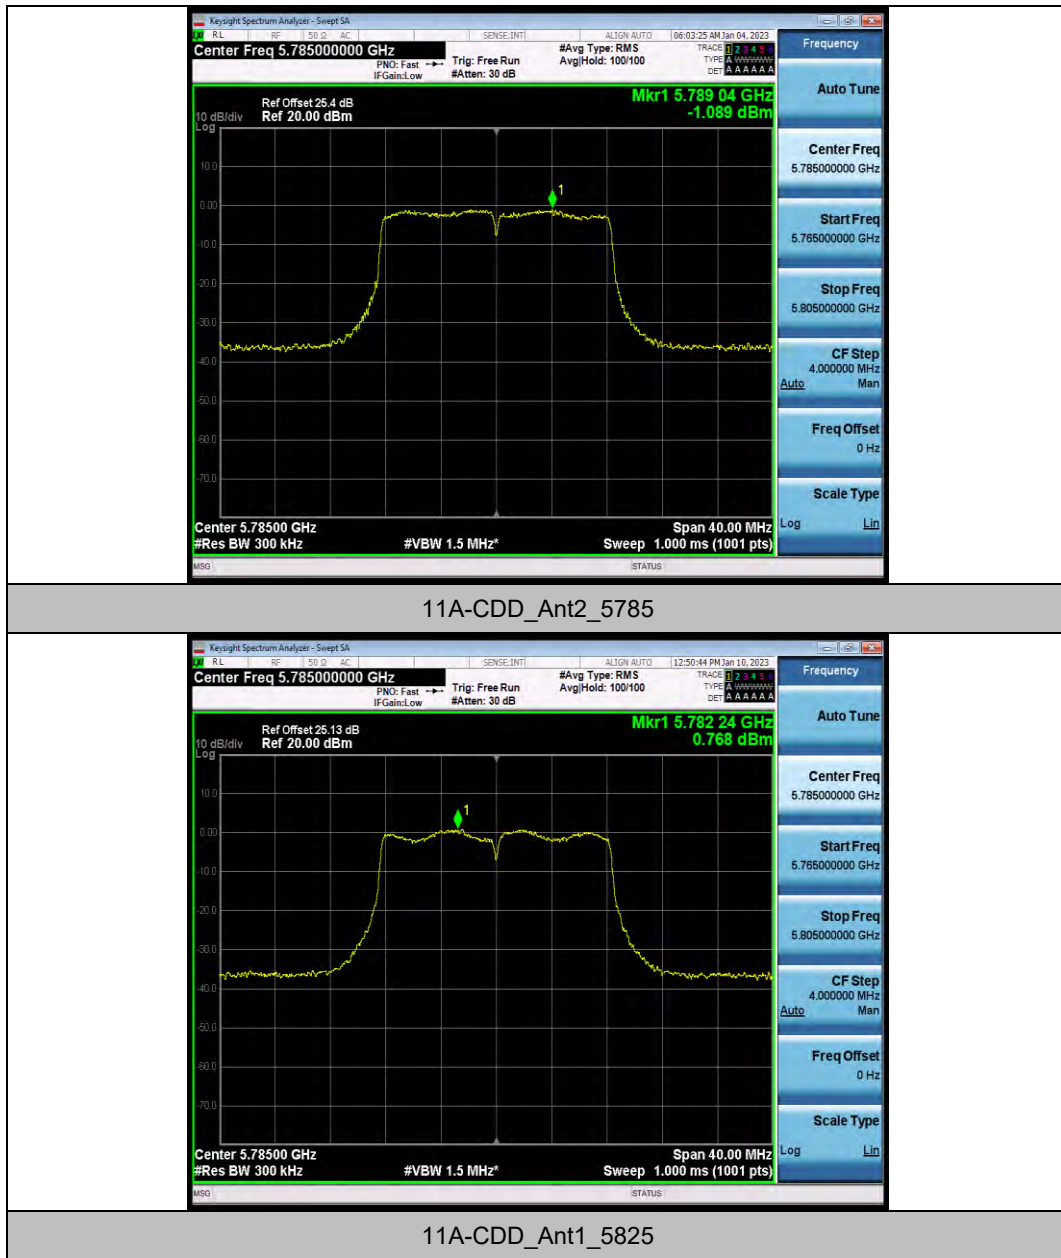 Keysight Spectrum Analyzer - Swept SA
RL RF 50 Ω AC SENSE:INT ALIGN AUTO 06:03:25 AM Jan 04, 2023
Center Freq 5.785000000 GHz #Avg Type: RMS TRACE 1 2 3 4 5 6
PNO: Fast Trig: Free Run Avg|Hold: 100/100 TYPE A WWWWW
IFGain:Low #Atten: 30 dB DET A A A A A A
Frequency
Mkr1 5.789 04 GHz
Ref Offset 25.4 dB
10 dB/div Ref 20.00 dBm -1.089 dBm
Log
10.0
0.00
-10.0
-20.0
-30.0
-40.0
-50.0
-60.0
-70.0
1
Center 5.78500 GHz Span 40.00 MHz
#Res BW 300 kHz #VBW 1.5 MHz* Sweep 1.000 ms (1001 pts)
MSG STATUS
Auto Tune
Center Freq
5.785000000 GHz
Start Freq
5.765000000 GHz
Stop Freq
5.805000000 GHz
CF Step
4.000000 MHz
Auto Man
Freq Offset
0 Hz
Scale Type
Log Lin
11A-CDD_Ant2_5785
Keysight Spectrum Analyzer - Swept SA
RL RF 50 Ω AC SENSE:INT ALIGN AUTO 12:50:44 PM Jan 10, 2023
Center Freq 5.785000000 GHz #Avg Type: RMS TRACE 1 2 3 4 5 6
PNO: Fast Trig: Free Run Avg|Hold: 100/100 TYPE A WWWWW
IFGain:Low #Atten: 30 dB DET A A A A A A
Frequency
Mkr1 5.782 24 GHz
Ref Offset 25.13 dB
10 dB/div Ref 20.00 dBm 0.768 dBm
Log
10.0
0.00
-10.0
-20.0
-30.0
-40.0
-50.0
-60.0
-70.0
1
Center 5.78500 GHz Span 40.00 MHz
#Res BW 300 kHz #VBW 1.5 MHz* Sweep 1.000 ms (1001 pts)
MSG STATUS
Auto Tune
Center Freq
5.785000000 GHz
Start Freq
5.765000000 GHz
Stop Freq
5.805000000 GHz
CF Step
4.000000 MHz
Auto Man
Freq Offset
0 Hz
Scale Type
Log Lin
11A-CDD_Ant1_5825